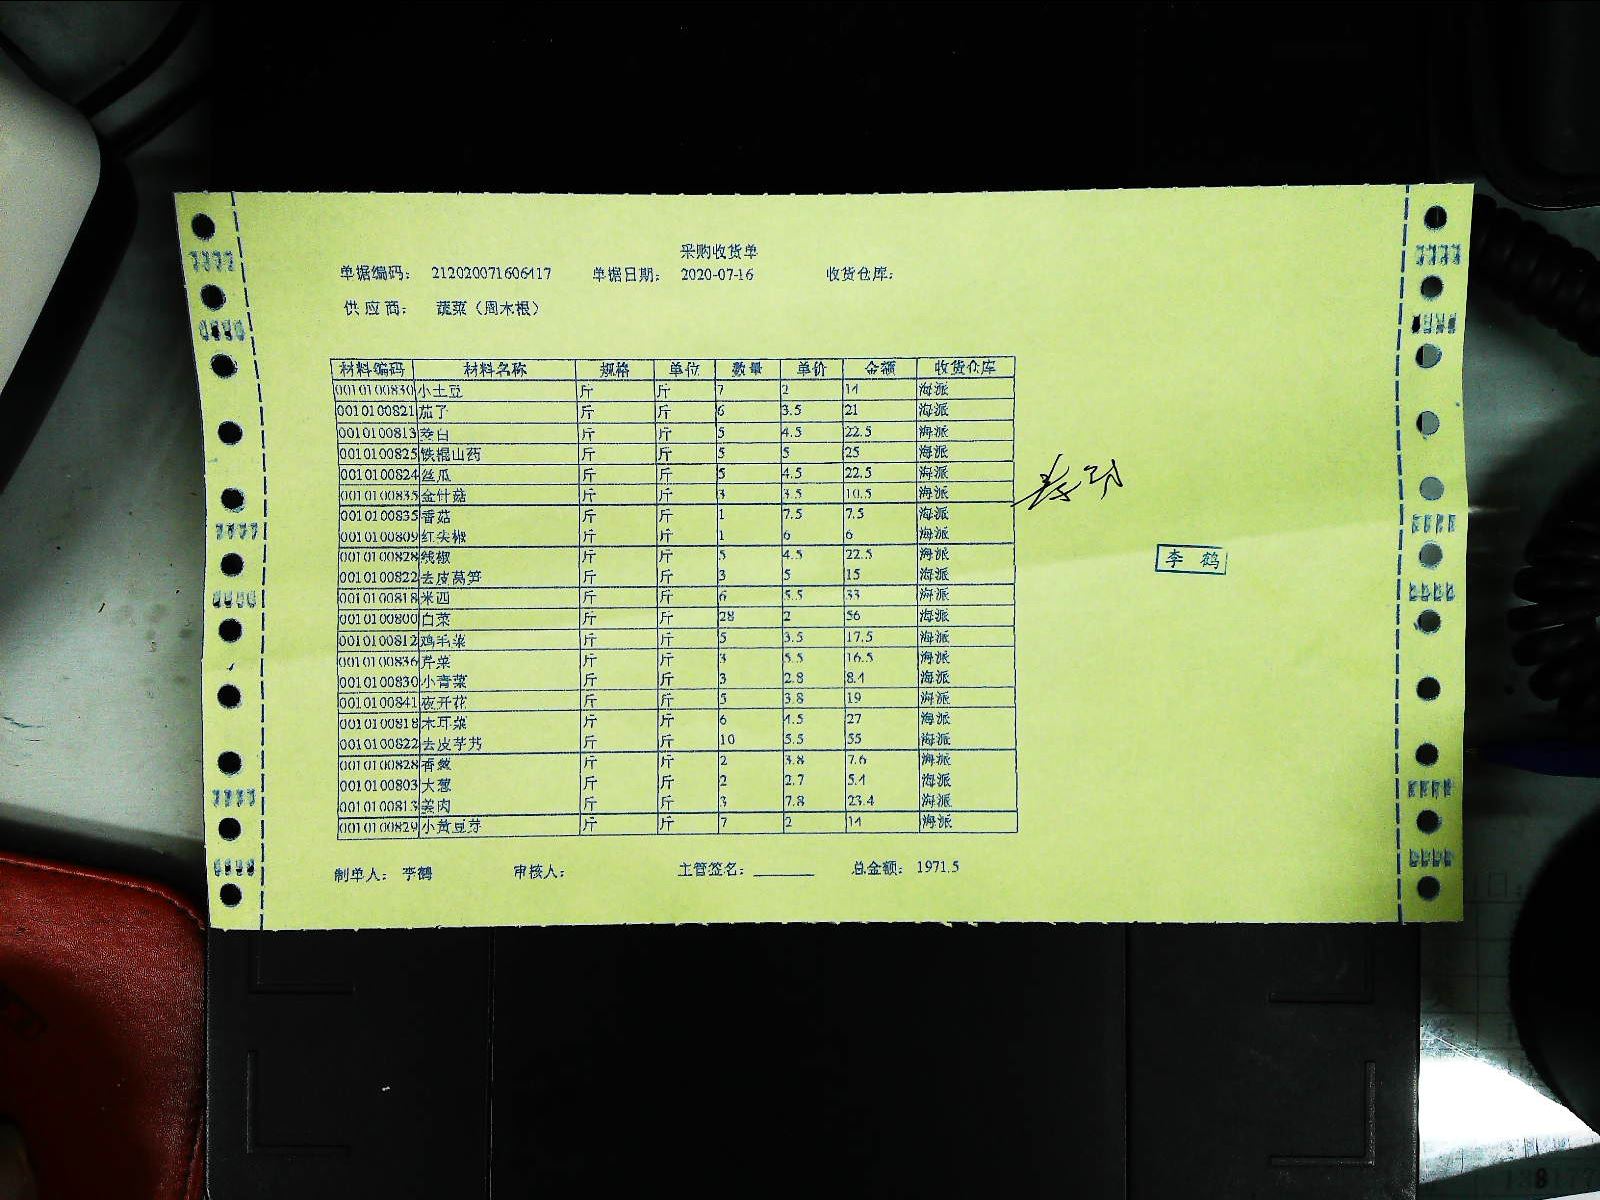 采购收货单
单据编码： 212020071606417 单据日期： 2020-07-16 收货仓库：
供 应 商： 蔬菜（周木根）
材料编码 材料名称 规格 单位 数量 单价 金额 收货仓库
0010100830 小土豆 斤 斤 7 2 14 海派
0010100821 茄子 斤 斤 6 3.5 21 海派
0010100813 茭白 斤 斤 5 4.5 22.5 海派
0010100825 铁棍山药 斤 斤 5 5 25 海派
0010100824 丝瓜 斤 斤 5 4.5 22.5 海派
0010100835 金针菇 斤 斤 3 3.5 10.5 海派
0010100835 香菇 斤 斤 1 7.5 7.5 海派
0010100809 红尖椒 斤 斤 1 6 6 海派
0010100828 线椒 斤 斤 5 4.5 22.5 海派
0010100822 去皮莴笋 斤 斤 3 5 15 海派
0010100818 米西 斤 斤 6 5.5 33 海派
0010100800 白菜 斤 斤 28 2 56 海派
0010100812 鸡毛菜 斤 斤 5 3.5 17.5 海派
0010100836 芹菜 斤 斤 3 5.5 16.5 海派
0010100830 小青菜 斤 斤 3 2.8 8.4 海派
0010100841 夜开花 斤 斤 5 3.8 19 海派
0010100818 木耳菜 斤 斤 6 4.5 27 海派
0010100822 去皮芋艿 斤 斤 10 5.5 55 海派
0010100828 香葱 斤 斤 2 3.8 7.6 海派
0010100803 大葱 斤 斤 2 2.7 5.4 海派
0010100813 姜肉 斤 斤 3 7.8 23.4 海派
0010100829 小黄豆芽 斤 斤 7 2 14 海派
李 鹤
制单人： 李鹤 审核人： 主管签名：______ 总金额： 1971.5